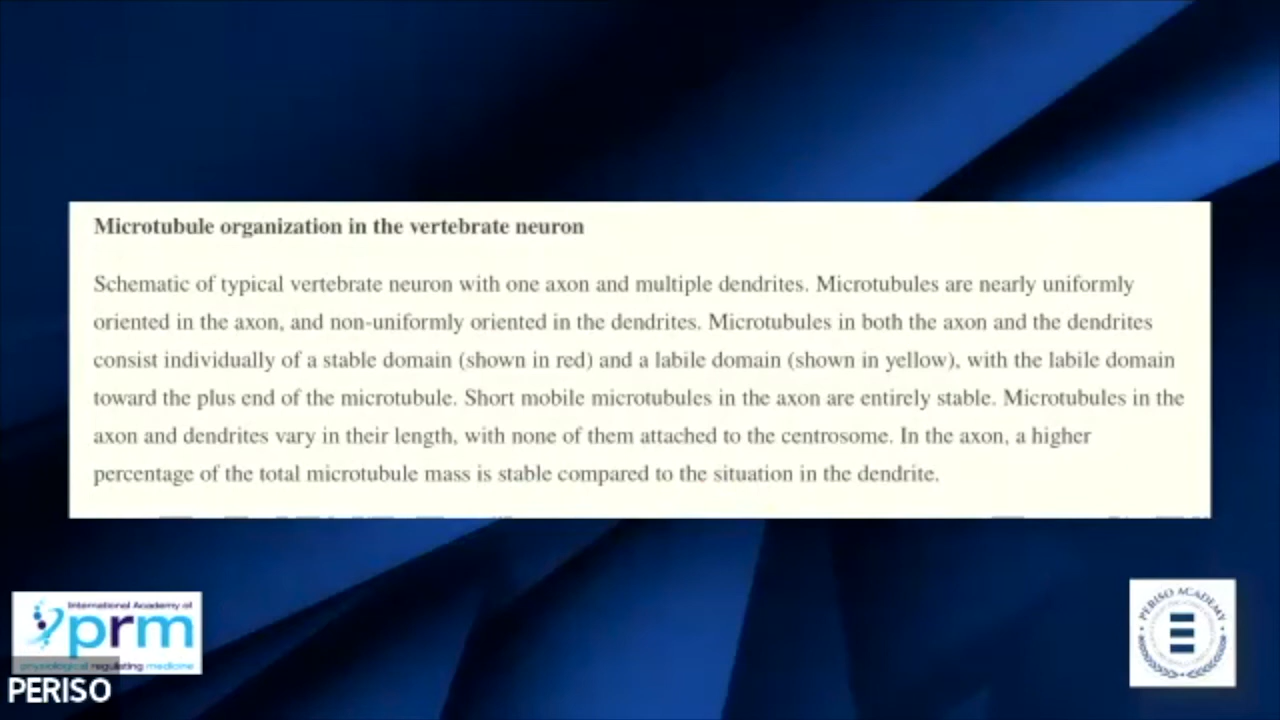 Microtubule organization in the vertebrate neuron
Schematic of typical vertebrate neuron with one axon and multiple dendrites. Microtubules are nearly uniformly
oriented in the axon, and non-uniformly oriented in the dendrites. Microtubules in both the axon and the dendrites
consist individually of a stable domain (shown in red) and a labile domain (shown in yellow), with the labile domain
toward the plus end of the microtubule. Short mobile microtubules in the axon are entirely stable. Microtubules in the
axon and dendrites vary in their length, with none of them attached to the centrosome. In the axon, a higher
percentage of the total microtubule mass is stable compared to the situation in the dendrite.
International Academy of
prm
physiological regulating medicine
PERISO
PERISO ACADEMY